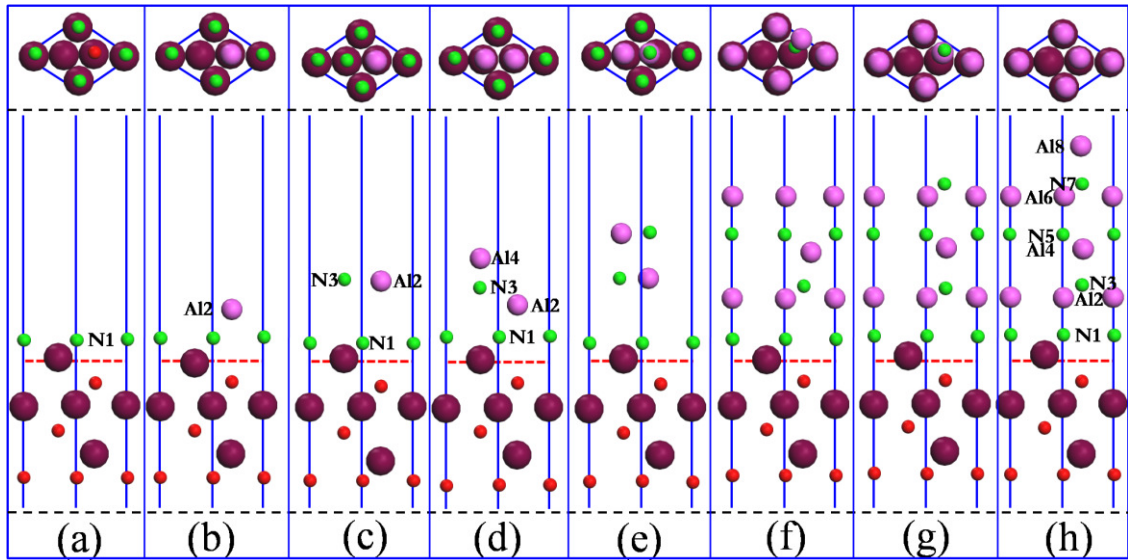 N1
(a)
Al2
(b)
N3
Al2
N1
(c)
Al4
N3
Al2
N1
(d)
(e)
(f)
(g)
Al8
N7
Al6
N5
Al4
N3
Al2
N1
(h)